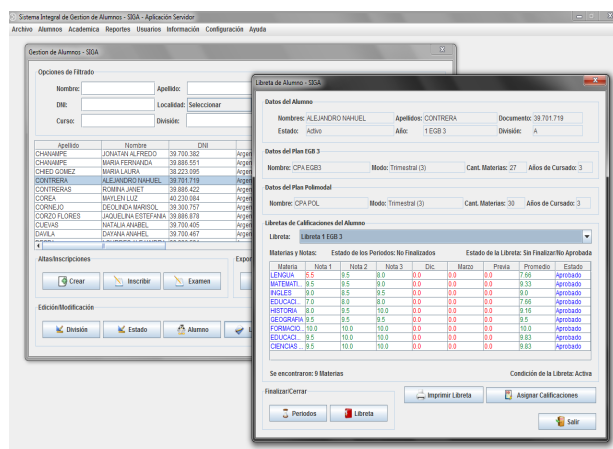 Sistema Integral de Gestion de Alumnos - SIGA - Aplicación Servidor
Archivo Alumnos Academica Reportes Usuarios Información Configuración Ayuda
Gestion de Alumnos - SIGA
Opciones de Filtrado
Nombre: Apellido:
DNI: Localidad: Seleccionar
Curso: División:
Apellido Nombre DNI
CHANAMPE JONATAN ALFREDO 39.700.382 Argen
CHANAMPE MARIA FERNANDA 39.886.551 Argen
CHIED GOMEZ MARIA LAURA 38.223.095 Argen
CONTRERA ALEJANDRO NAHUEL 39.701.719 Argen
CONTRERAS ROMINA JANET 39.886.422 Argen
COREA MAYLEN LUZ 40.230.084 Argen
CORNEJO DEOLINDA MARISOL 39.300.757 Argen
CORZO FLORES JAQUELINA ESTEFANIA 39.886.878 Argen
CUEVAS NATALIA ANABEL 39.700.405 Argen
DAVILA DAYANA ANAHEL 39.700.467 Argen
Altas/Inscripciones Expor
Crear Inscribir Examen
Edición/Modificación
División Estado Alumno L
Libreta de Alumno - SIGA
Datos del Alumno
Nombres: ALEJANDRO NAHUEL Apellidos: CONTRERA Documento: 39.701.719
Estado: Activo Año: 1 EGB 3 División: A
Datos del Plan EGB 3
Nombre: CPA EGB3 Modo: Trimestral (3) Cant. Materias: 27 Años de Cursado: 3
Datos del Plan Polimodal
Nombre: CPA POL Modo: Trimestral (3) Cant. Materias: 30 Años de Cursado: 3
Libretas de Calificaciones del Alumno
Libreta: Libreta 1 EGB 3
Materias y Notas: Estado de los Periodos: No Finalizados Estado de la Libreta: Sin Finalizar/No Aprobada
Materia Nota 1 Nota 2 Nota 3 Dic. Marzo Previa Promedio Estado
LENGUA 5.5 9.5 8.0 0.0 0.0 0.0 7.66 Aprobado
MATEMATI... 9.5 9.5 9.0 0.0 0.0 0.0 9.33 Aprobado
INGLES 9.0 8.5 9.5 0.0 0.0 0.0 9.0 Aprobado
EDUCACI... 7.0 8.0 8.0 0.0 0.0 0.0 7.66 Aprobado
HISTORIA 8.0 9.5 10.0 0.0 0.0 0.0 9.16 Aprobado
GEOGRAFIA 9.5 9.5 9.5 0.0 0.0 0.0 9.5 Aprobado
FORMACIO... 10.0 10.0 10.0 0.0 0.0 0.0 10.0 Aprobado
EDUCACI... 9.5 10.0 10.0 0.0 0.0 0.0 9.83 Aprobado
CIENCIAS ... 9.5 10.0 10.0 0.0 0.0 0.0 9.83 Aprobado
Se encontraron: 9 Materias Condición de la Libreta: Activa
Finalizar/Cerrar
Periodos Libreta
Imprimir Libreta Asignar Calificaciones
Salir